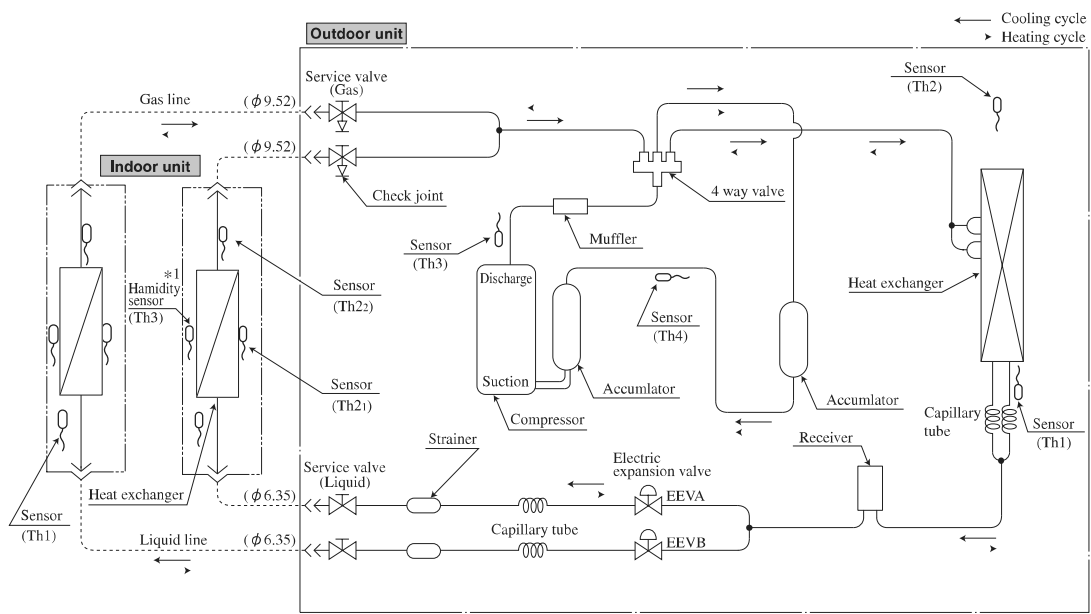 Cooling cycle
Heating cycle
Outdoor unit
Service valve
(Gas)
Gas line
(ϕ9.52)
(ϕ9.52)
Indoor unit
Check joint
4 way valve
Muffler
Sensor
(Th2)
Sensor
(Th3)
Discharge
Suction
Compressor
Accumlator
Sensor
(Th4)
Accumlator
Heat exchanger
Capillary
tube
Sensor
(Th1)
*1
Hamidity
sensor
(Th3)
Sensor
(Th22)
Sensor
(Th21)
Heat exchanger
Sensor
(Th1)
Strainer
Service valve
(Liquid)
Electric
expansion valve
Receiver
(ϕ6.35)
EEVA
Capillary tube
Liquid line
(ϕ6.35)
EEVB